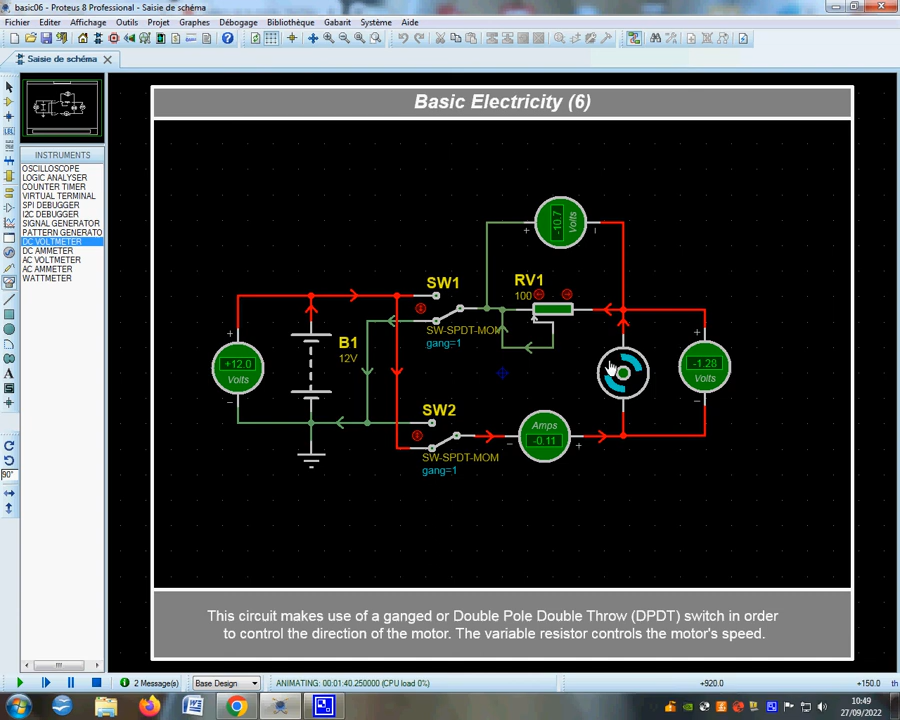 basic06 - Proteus 8 Professional - Saisie de schéma
Fichier Editer Affichage Outils Projet Graphes Débogage Bibliothèque Gabarit Système Aide
Saisie de schéma
INSTRUMENTS
OSCILLOSCOPE
LOGIC ANALYSER
COUNTER TIMER
VIRTUAL TERMINAL
SPI DEBUGGER
I2C DEBUGGER
SIGNAL GENERATOR
PATTERN GENERATO
DC VOLTMETER
DC AMMETER
AC VOLTMETER
AC AMMETER
WATTMETER
90°
Basic Electricity (6)
-10.7
Volts
+
SW1
RV1
100
SW-SPDT-MOM
gang=1
+
+12.0
Volts
−
B1
12V
+
-1.28
Volts
−
SW2
SW-SPDT-MOM
gang=1
Amps
-0.11
− +
This circuit makes use of a ganged or Double Pole Double Throw (DPDT) switch in order
to control the direction of the motor. The variable resistor controls the motor's speed.
2 Message(s) Base Design ANIMATING: 00:01:40.250000 (CPU load 0%) +920.0 +150.0 th
10:49
27/09/2022